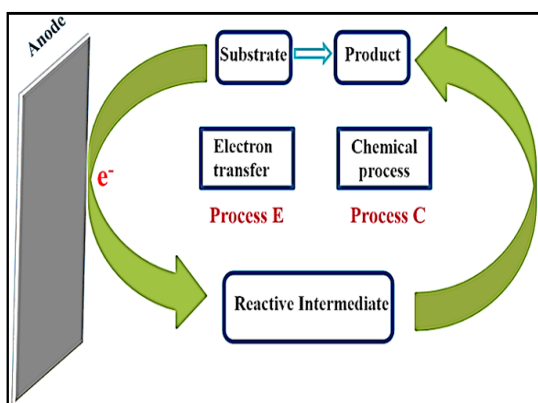 Anode
Substrate
Product
Electron
transfer
Chemical
process
e-
Process E
Process C
Reactive Intermediate